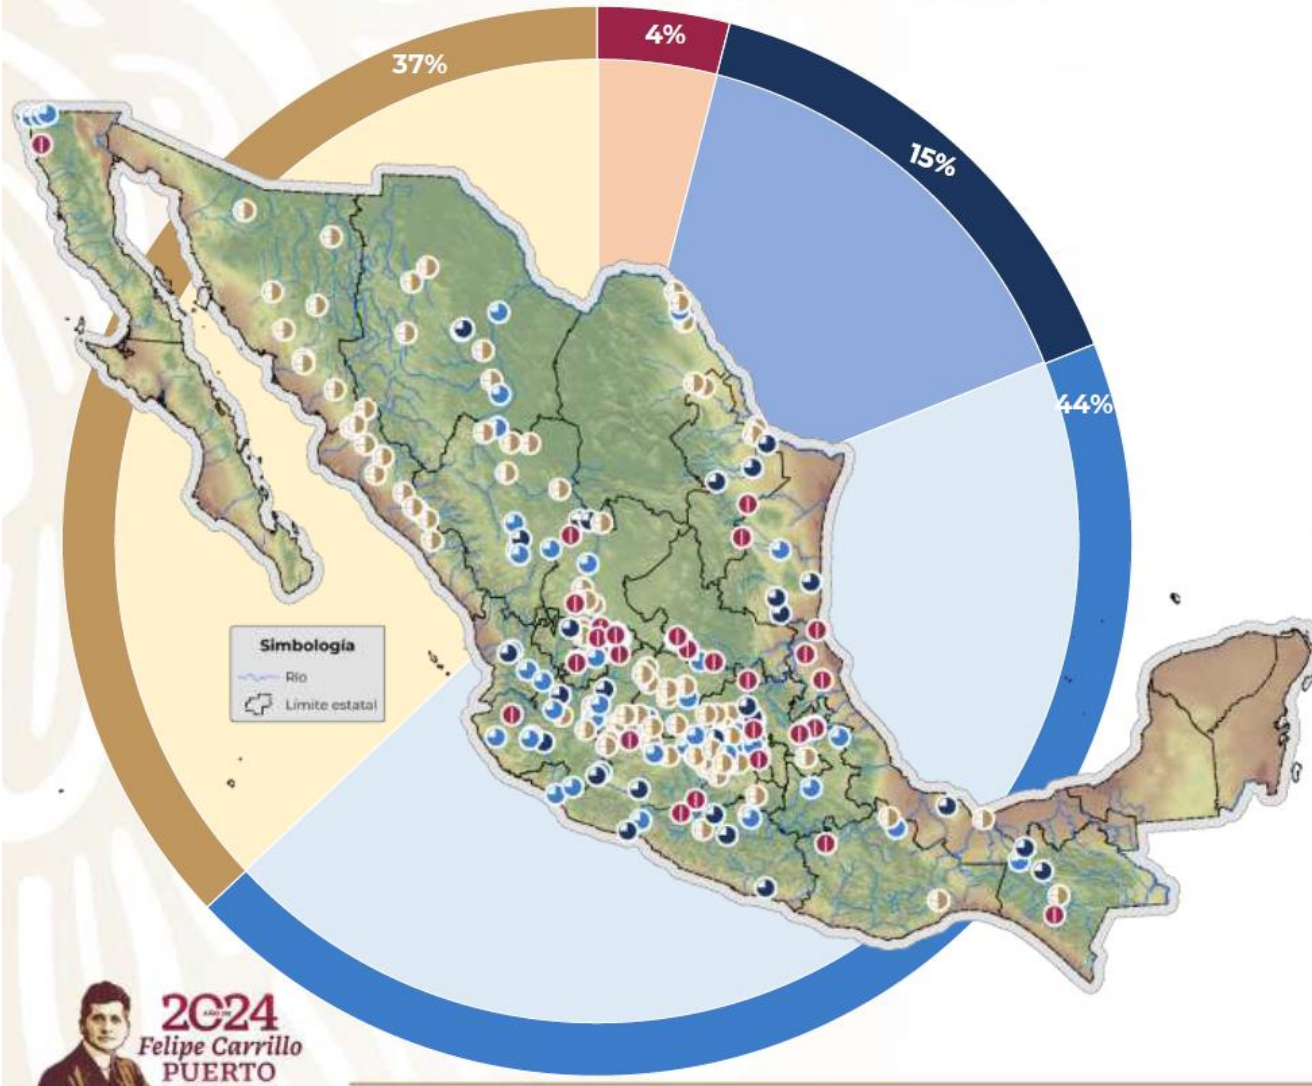 4%
37%
15%
44%
Simbología
Río
Límite estatal
2024
AÑO DE
Felipe Carrillo
PUERTO